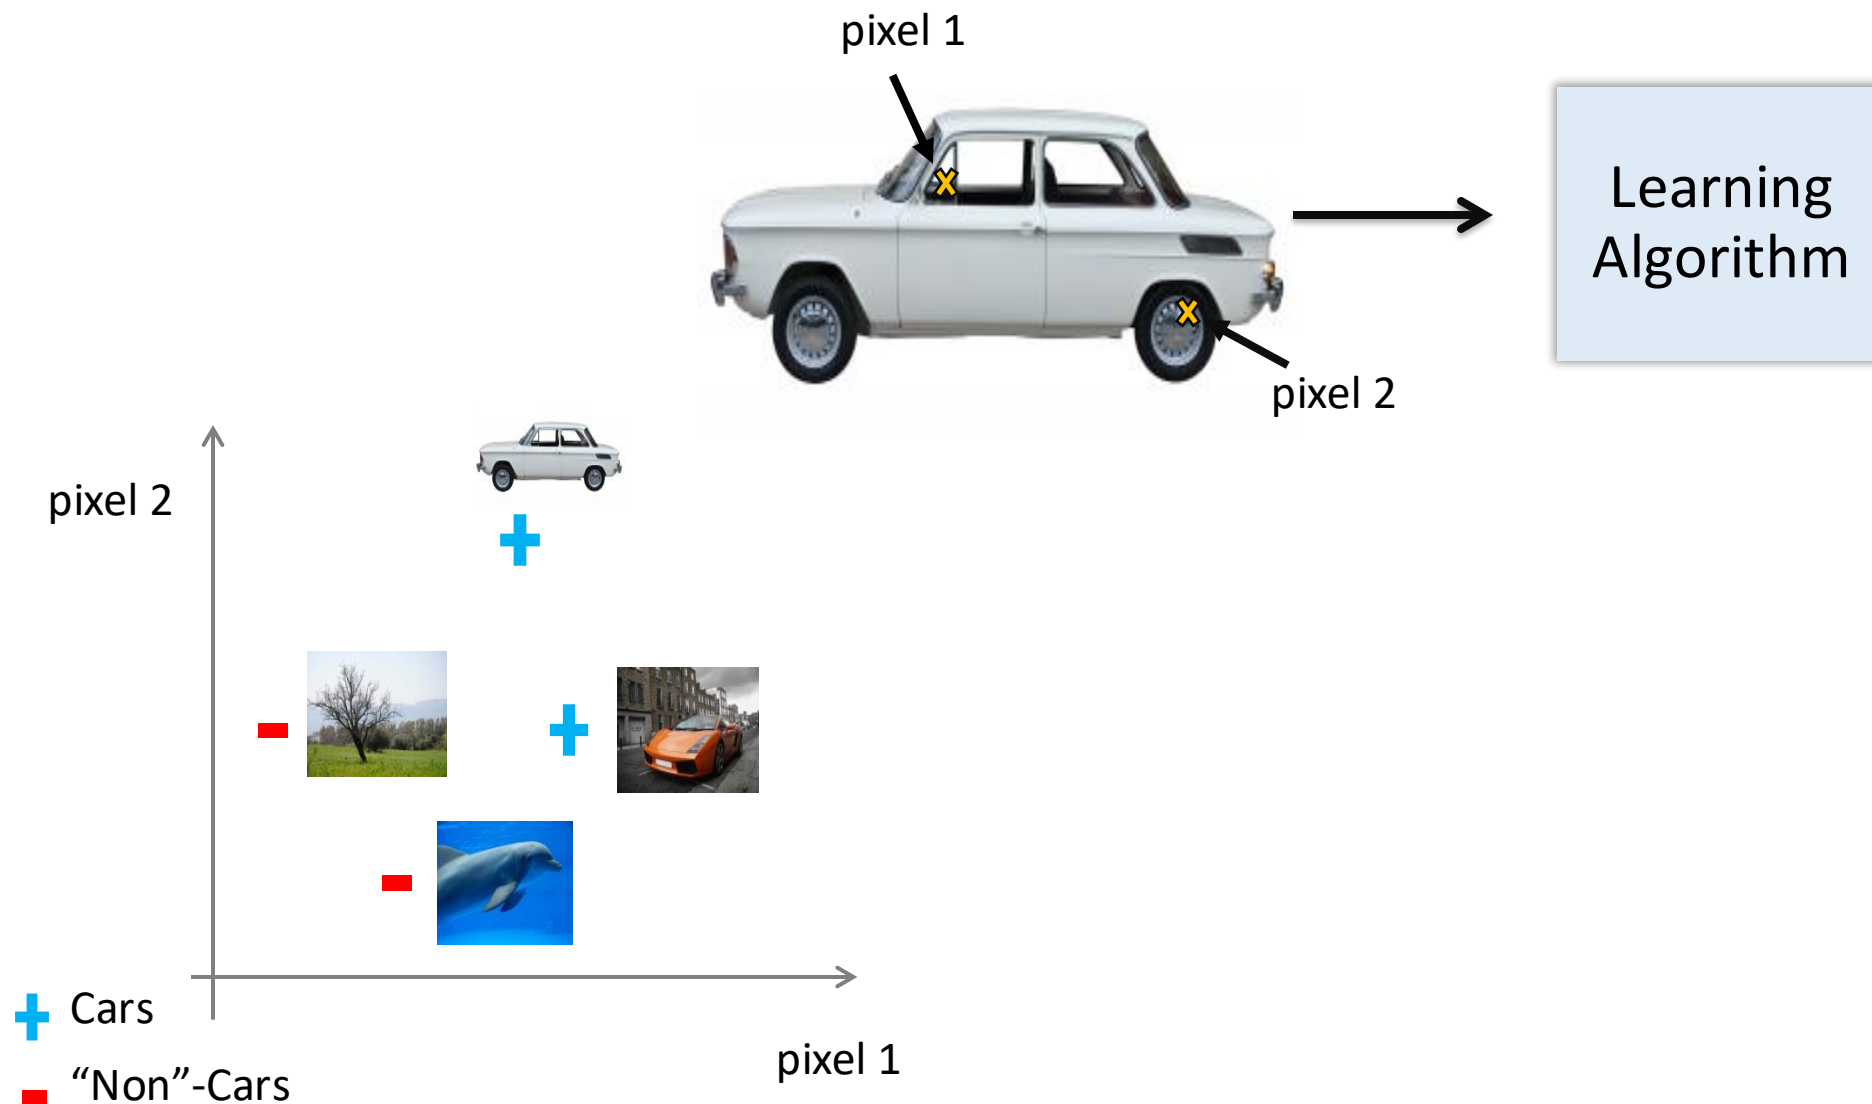 pixel 1
Learning
Algorithm
pixel 2
pixel 2
Cars
pixel 1
“Non”-Cars